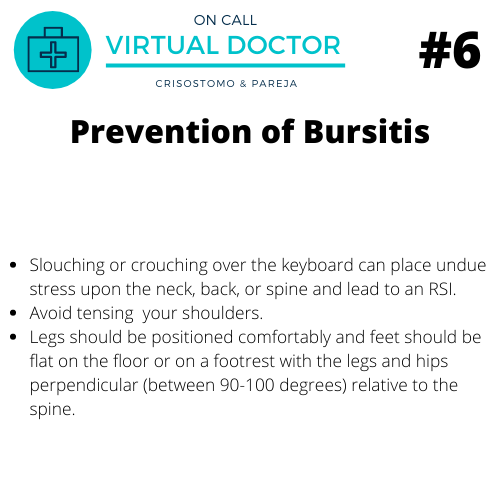 ON CALL
VIRTUAL DOCTOR
CRISOSTOMO & PAREJA
#6
Prevention of Bursitis
• Slouching or crouching over the keyboard can place undue
stress upon the neck, back, or spine and lead to an RSI.
• Avoid tensing  your shoulders.
• Legs should be positioned comfortably and feet should be
flat on the floor or on a footrest with the legs and hips
perpendicular (between 90-100 degrees) relative to the
spine.